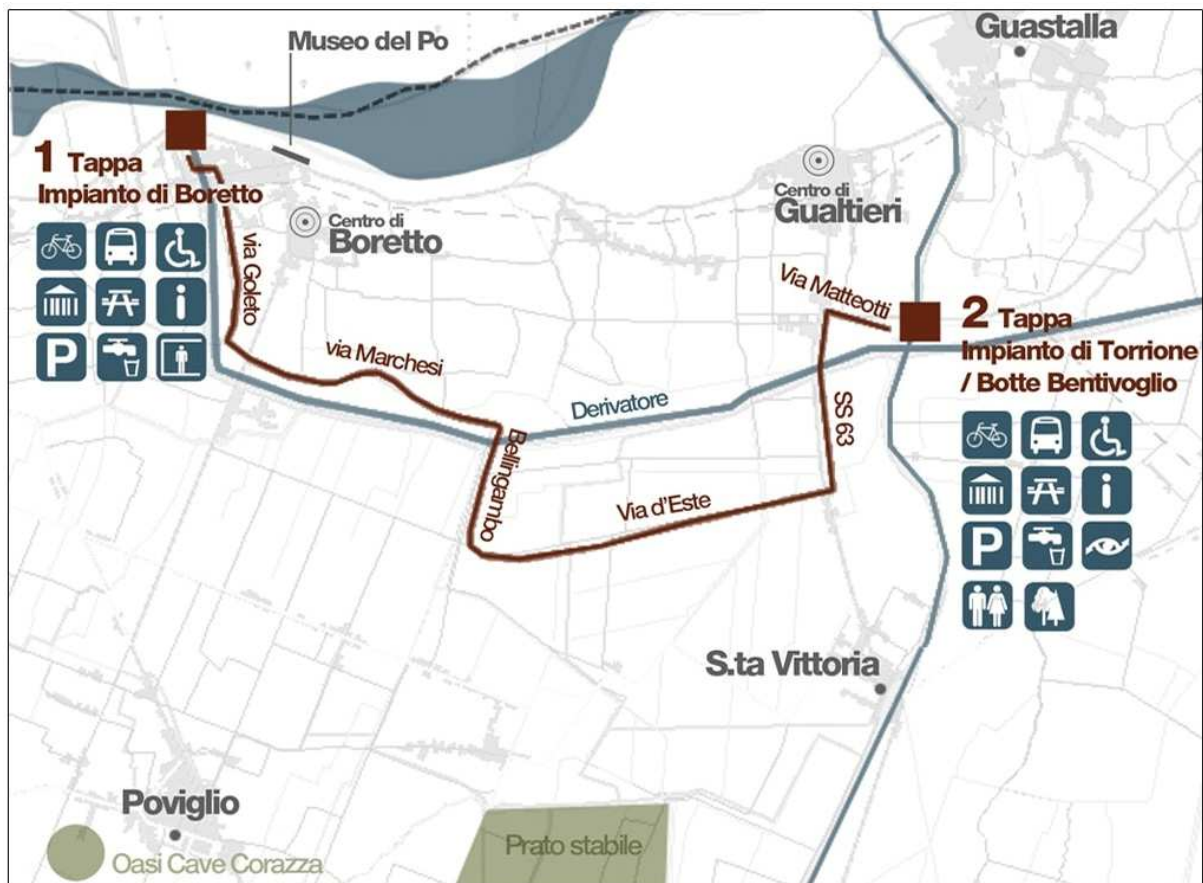 Guastalla
Museo del Po
1 Tappa
Impianto di Boretto
Centro di
Boretto
Centro di
Gualtieri
via Goleto
via Marchesi
Bellingambo
Derivatore
Via d'Este
SS 63
Via Matteotti
2 Tappa
Impianto di Torrione
/ Botte Bentivoglio
i
P
i
P
S.ta Vittoria
Poviglio
Oasi Cave Corazza
Prato stabile